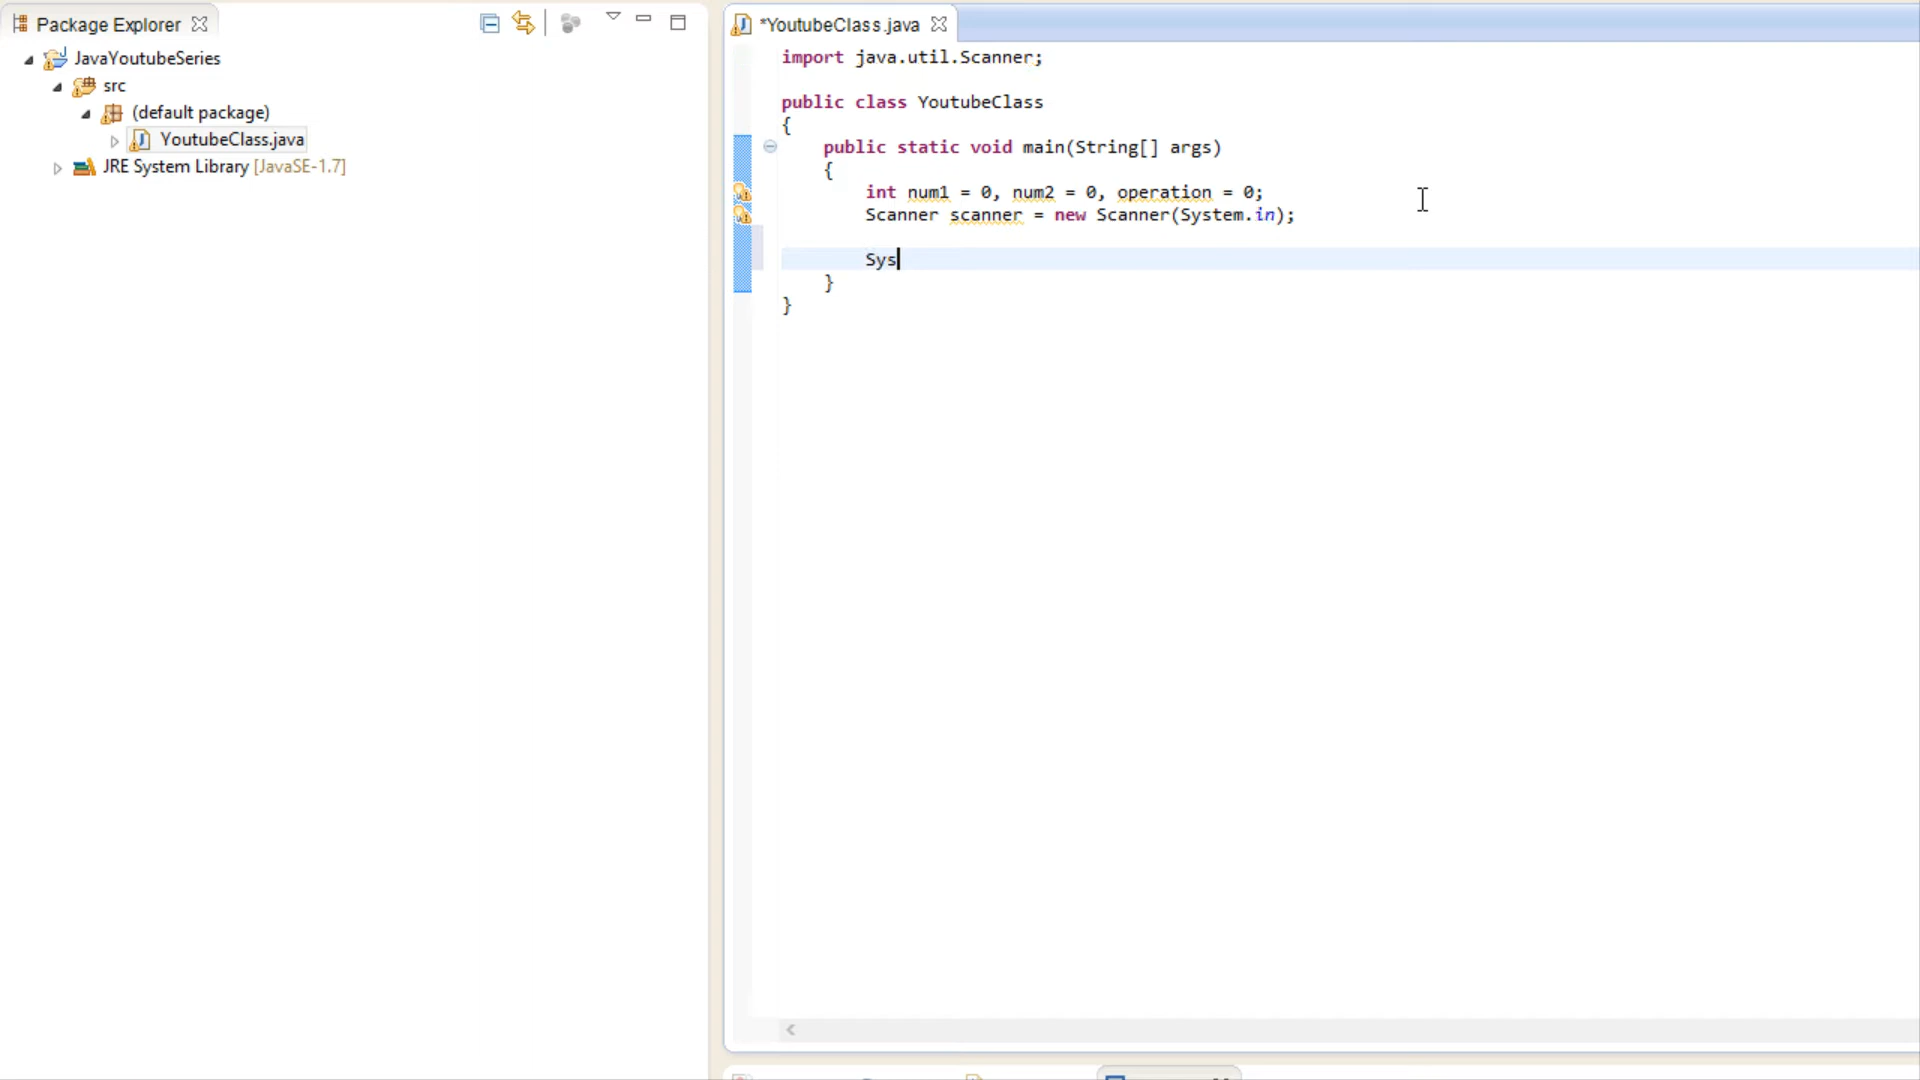 Package Explorer
JavaYoutubeSeries
src
(default package)
YoutubeClass.java
JRE System Library [JavaSE-1.7]
*YoutubeClass.java
import java.util.Scanner;
public class YoutubeClass
{
public static void main(String[] args)
{
int num1 = 0, num2 = 0, operation = 0;
Scanner scanner = new Scanner(System.in);
Sys
}
}